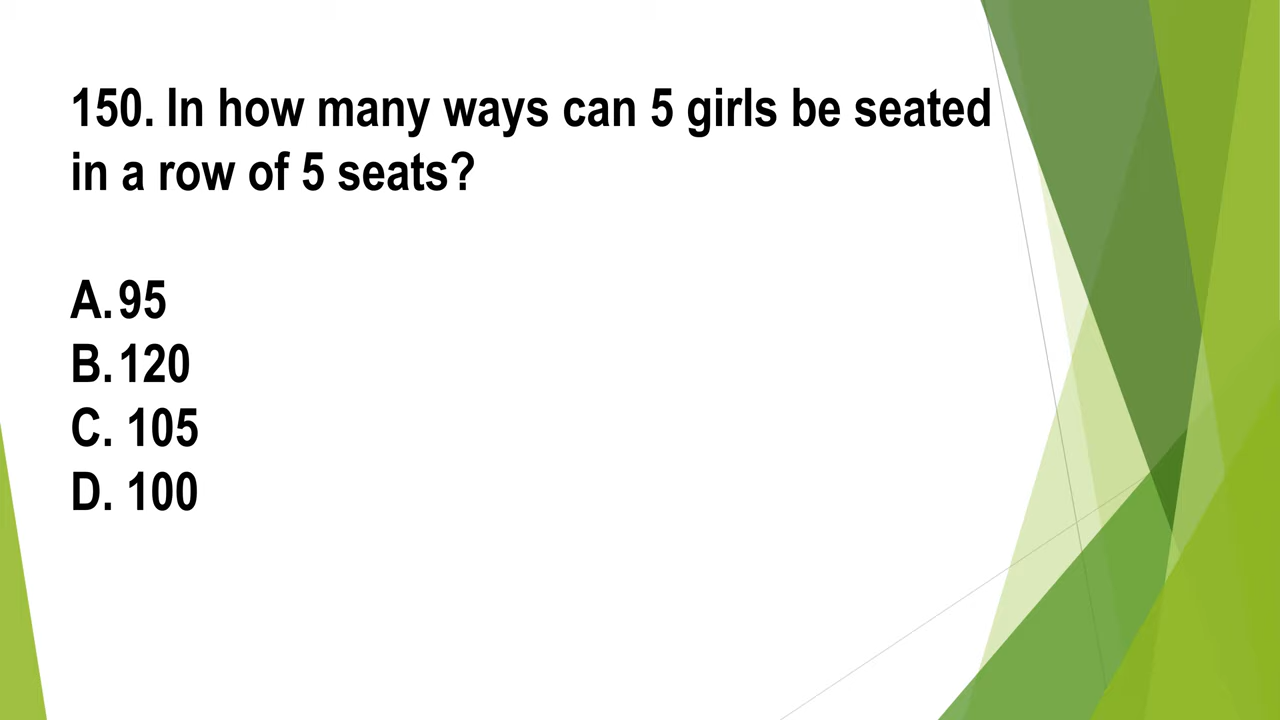 150. In how many ways can 5 girls be seated
in a row of 5 seats?
A. 95
B. 120
C. 105
D. 100